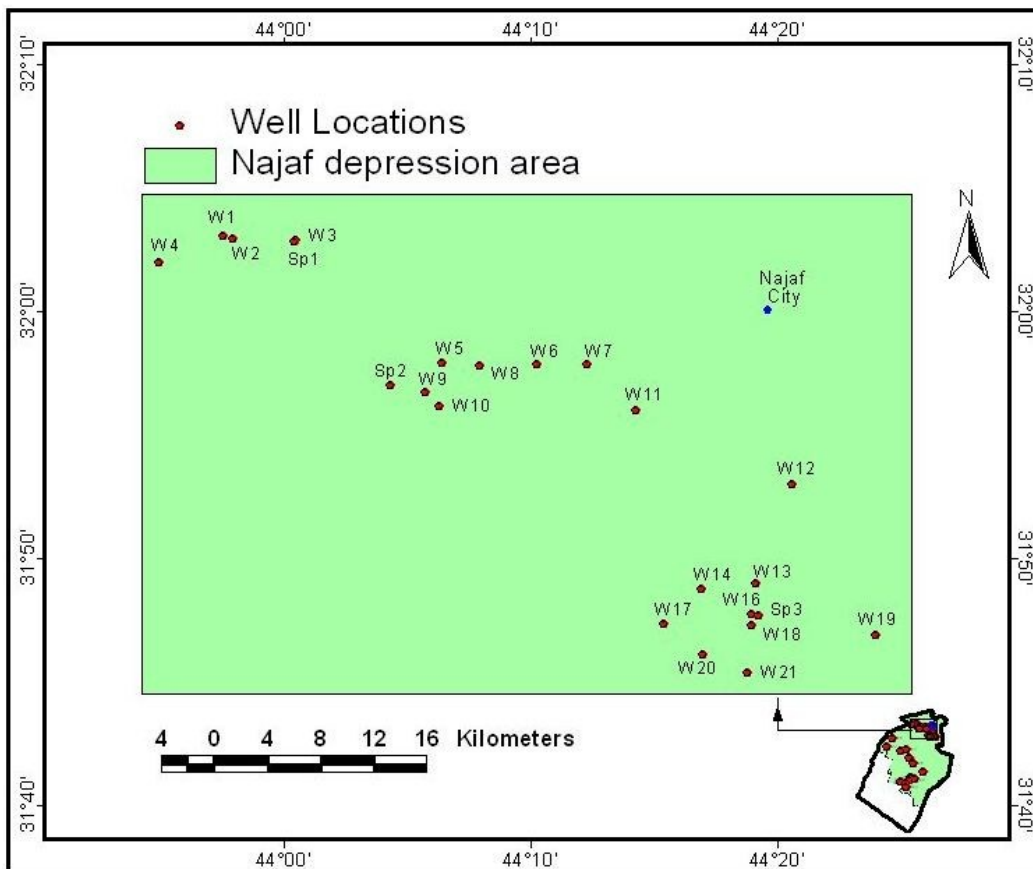 44°00' 44°10' 44°20'
32°10' 32°10'
Well Locations
Najaf depression area
N
W1
W4 W2 W3
Sp1
Najaf
City
32°00' 32°00'
W5 W6 W7
Sp2 W9 W8
W10 W11
W12
31°50' 31°50'
W14 W13
W17 W16 Sp3 W19
W18
W20 W21
4 0 4 8 12 16 Kilometers
31°40' 31°40'
44°00' 44°10' 44°20'